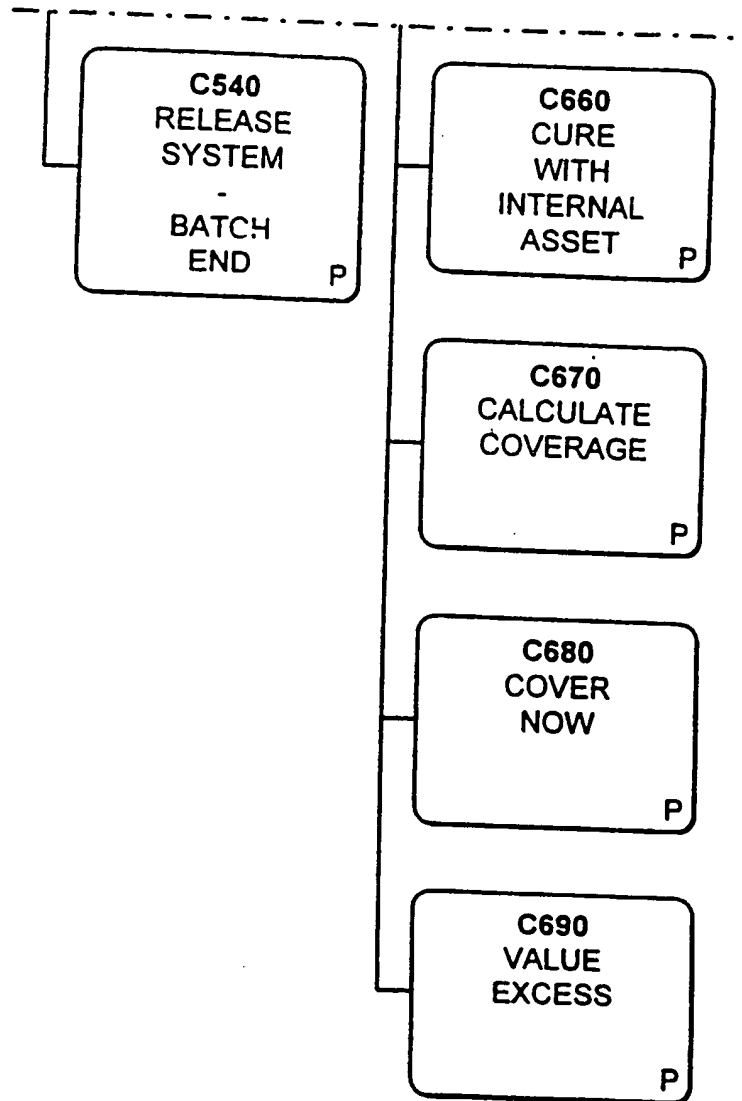 C540
RELEASE
SYSTEM
-
BATCH
END
P
C660
CURE
WITH
INTERNAL
ASSET
P
C670
CALCULATE
COVERAGE
P
C680
COVER
NOW
P
C690
VALUE
EXCESS
P